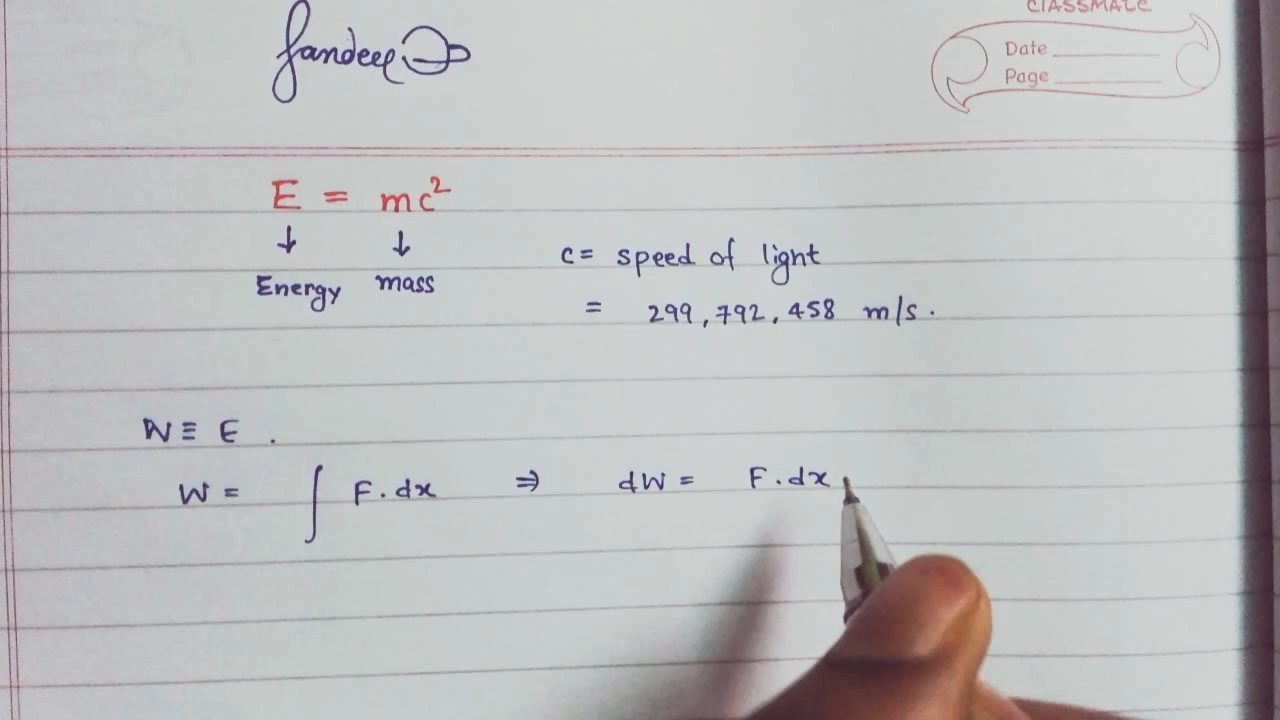 Sandeep
CLASSMATE
Date
Page
E = mc²
↓ ↓
Energy mass
c = speed of light
= 299,792,458 m/s.
W ≡ E .
W = ∫ F.dx ⇒ dW = F.dx